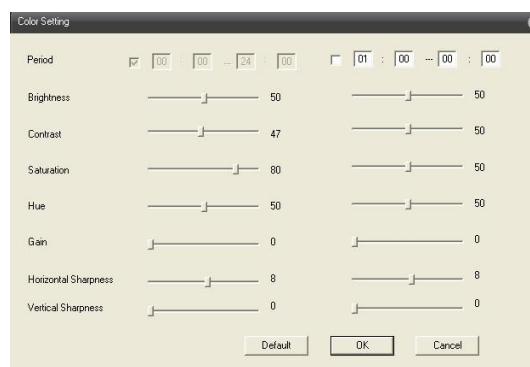 Color Setting
Period 00 : 00 ... 24 : 00 01 : 00 --- 00 : 00
Brightness 50 50
Contrast 47 50
Saturation 80 50
Hue 50 50
Gain 0 0
Horizontal Sharpness 8 8
Vertical Sharpness 0 0
Default OK Cancel